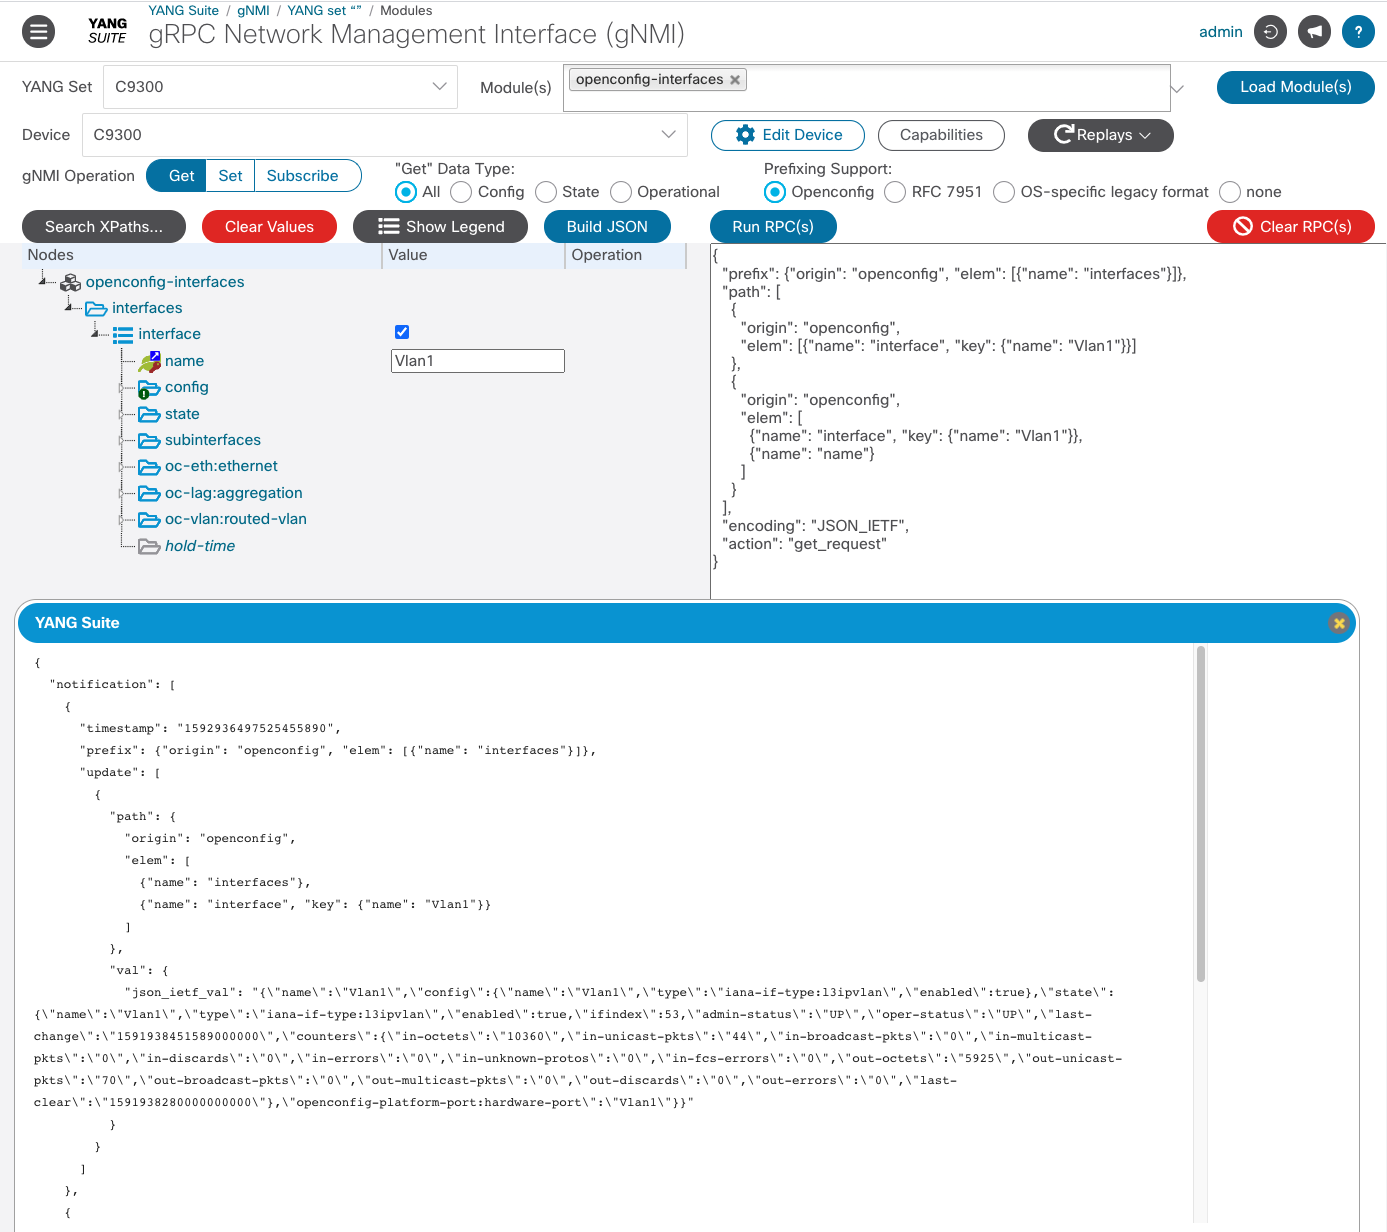 YANG Suite / gNMI / YANG set “” / Modules
YANG
SUITE
gRPC Network Management Interface (gNMI)
admin
?
YANG Set
C9300
Module(s)
openconfig-interfaces
Load Module(s)
Device
C9300
Edit Device
Capabilities
Replays
gNMI Operation
Get
Set
Subscribe
"Get" Data Type:
All
Config
State
Operational
Prefixing Support:
Openconfig
RFC 7951
OS-specific legacy format
none
Search XPaths...
Clear Values
Show Legend
Build JSON
Run RPC(s)
Clear RPC(s)
Nodes
Value
Operation
openconfig-interfaces
interfaces
interface
name
Vlan1
config
state
subinterfaces
oc-eth:ethernet
oc-lag:aggregation
oc-vlan:routed-vlan
hold-time
{
"prefix": {"origin": "openconfig", "elem": [{"name": "interfaces"}]},
"path": [
{
"origin": "openconfig",
"elem": [{"name": "interface", "key": {"name": "Vlan1"}}]
},
{
"origin": "openconfig",
"elem": [
{"name": "interface", "key": {"name": "Vlan1"}},
{"name": "name"}
]
}
],
"encoding": "JSON_IETF",
"action": "get_request"
}
YANG Suite
{
"notification": [
{
"timestamp": "1592936497525455890",
"prefix": {"origin": "openconfig", "elem": [{"name": "interfaces"}]},
"update": [
{
"path": {
"origin": "openconfig",
"elem": [
{"name": "interfaces"},
{"name": "interface", "key": {"name": "Vlan1"}}
]
},
"val": {
"json_ietf_val": "{\"name\":\"Vlan1\",\"config\":{\"name\":\"Vlan1\",\"type\":\"iana-if-type:l3ipvlan\",\"enabled\":true},\"state\":
{\"name\":\"Vlan1\",\"type\":\"iana-if-type:l3ipvlan\",\"enabled\":true,\"ifindex\":53,\"admin-status\":\"UP\",\"oper-status\":\"UP\",\"last-
change\":\"1591938451589000000\",\"counters\":{\"in-octets\":\"10360\",\"in-unicast-pkts\":\"44\",\"in-broadcast-pkts\":\"0\",\"in-multicast-
pkts\":\"0\",\"in-discards\":\"0\",\"in-errors\":\"0\",\"in-unknown-protos\":\"0\",\"in-fcs-errors\":\"0\",\"out-octets\":\"5925\",\"out-unicast-
pkts\":\"70\",\"out-broadcast-pkts\":\"0\",\"out-multicast-pkts\":\"0\",\"out-discards\":\"0\",\"out-errors\":\"0\",\"last-
clear\":\"1591938280000000000\"},\"openconfig-platform-port:hardware-port\":\"Vlan1\"}}"
}
}
]
},
{